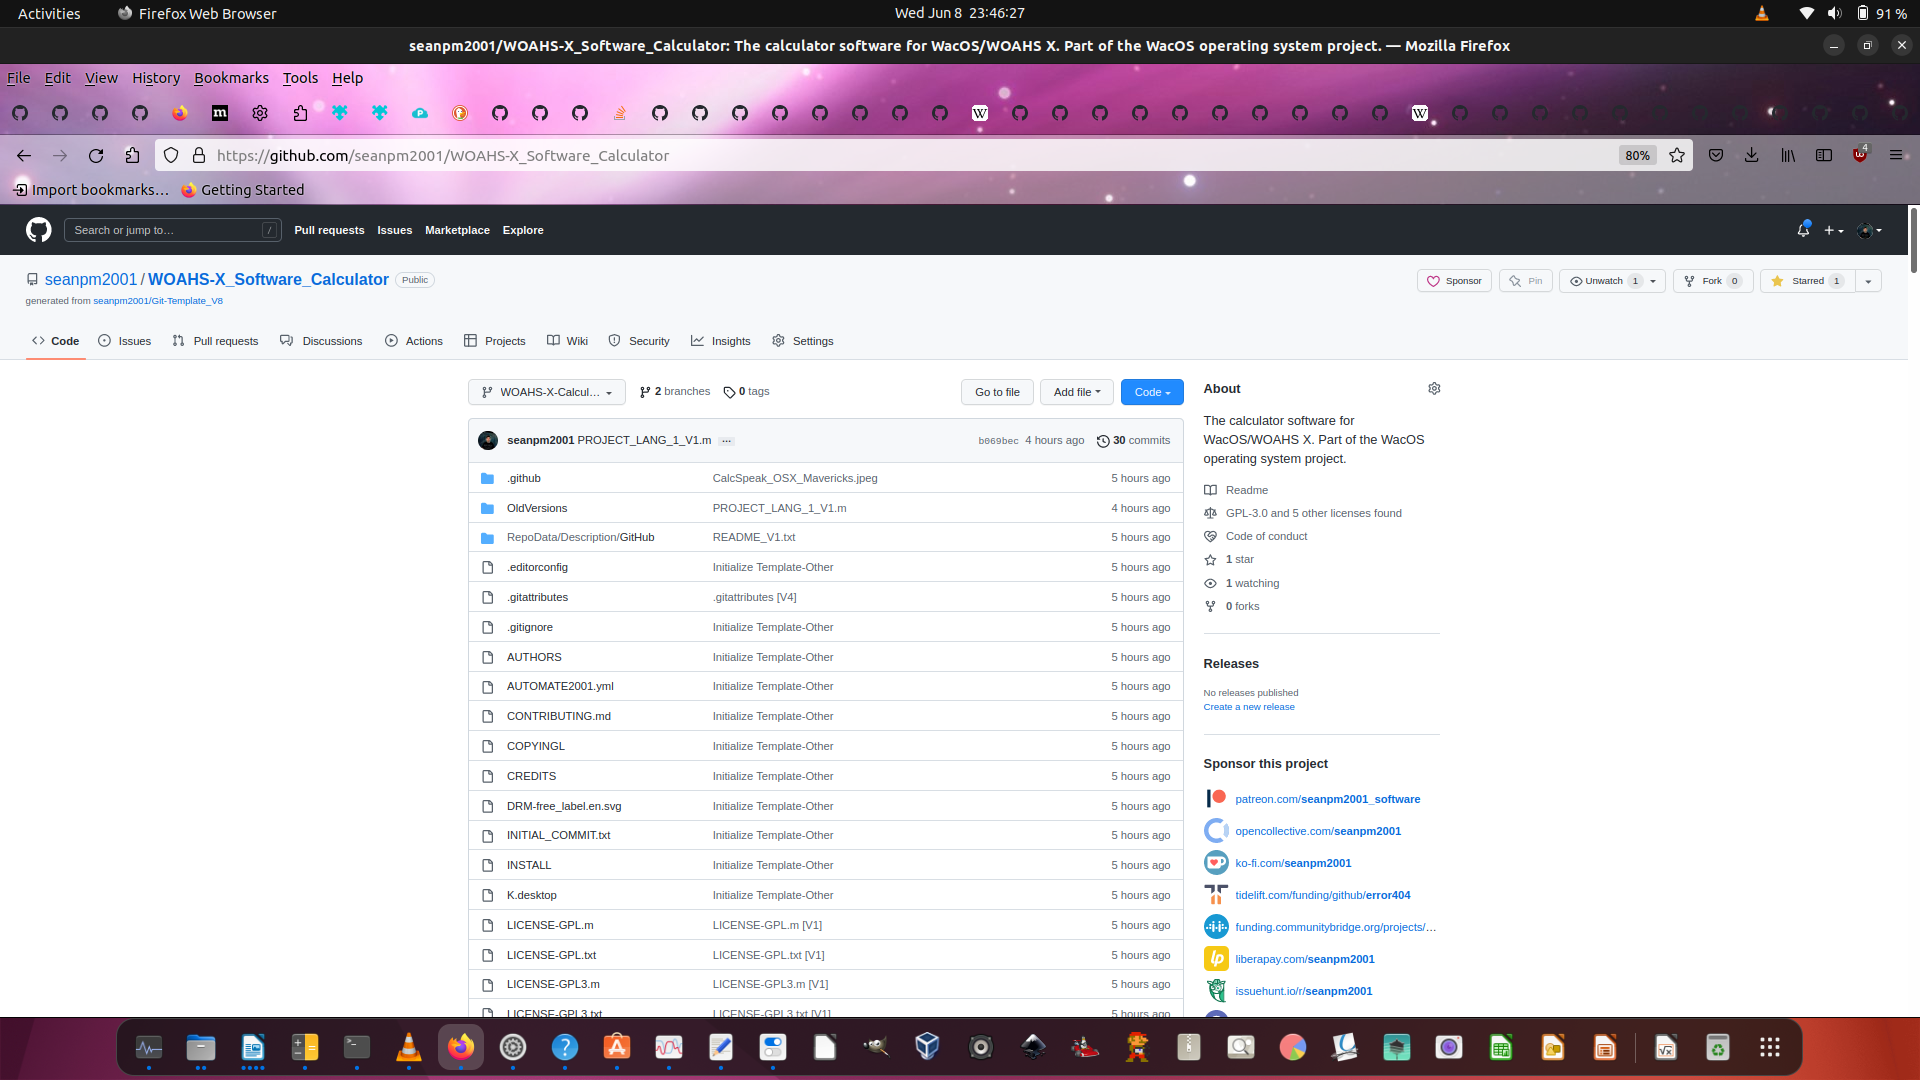 Activities
Firefox Web Browser
Wed Jun 8 23:46:27
91 %
seanpm2001/WOAHS-X_Software_Calculator: The calculator software for WacOS/WOAHS X. Part of the WacOS operating system project. — Mozilla Firefox
File Edit View History Bookmarks Tools Help
https://github.com/seanpm2001/WOAHS-X_Software_Calculator
80%
4
Import bookmarks…
Getting Started
Search or jump to…
/
Pull requests Issues Marketplace Explore
seanpm2001 / WOAHS-X_Software_Calculator Public
generated from seanpm2001/Git-Template_V8
Sponsor
Pin
Unwatch 1
Fork 0
Starred 1
Code
Issues
Pull requests
Discussions
Actions
Projects
Wiki
Security
Insights
Settings
WOAHS-X-Calcul…
2 branches
0 tags
Go to file
Add file
Code
seanpm2001 PROJECT_LANG_1_V1.m …
b069bec 4 hours ago
30 commits
.github CalcSpeak_OSX_Mavericks.jpeg 5 hours ago
OldVersions PROJECT_LANG_1_V1.m 4 hours ago
RepoData/Description/GitHub README_V1.txt 5 hours ago
.editorconfig Initialize Template-Other 5 hours ago
.gitattributes .gitattributes [V4] 5 hours ago
.gitignore Initialize Template-Other 5 hours ago
AUTHORS Initialize Template-Other 5 hours ago
AUTOMATE2001.yml Initialize Template-Other 5 hours ago
CONTRIBUTING.md Initialize Template-Other 5 hours ago
COPYINGL Initialize Template-Other 5 hours ago
CREDITS Initialize Template-Other 5 hours ago
DRM-free_label.en.svg Initialize Template-Other 5 hours ago
INITIAL_COMMIT.txt Initialize Template-Other 5 hours ago
INSTALL Initialize Template-Other 5 hours ago
K.desktop Initialize Template-Other 5 hours ago
LICENSE-GPL.m LICENSE-GPL.m [V1] 5 hours ago
LICENSE-GPL.txt LICENSE-GPL.txt [V1] 5 hours ago
LICENSE-GPL3.m LICENSE-GPL3.m [V1] 5 hours ago
LICENSE-GPL3.txt LICENSE-GPL3.txt [V1] 5 hours ago
About
The calculator software for
WacOS/WOAHS X. Part of the WacOS
operating system project.
Readme
GPL-3.0 and 5 other licenses found
Code of conduct
1 star
1 watching
0 forks
Releases
No releases published
Create a new release
Sponsor this project
patreon.com/seanpm2001_software
opencollective.com/seanpm2001
ko-fi.com/seanpm2001
tidelift.com/funding/github/error404
funding.communitybridge.org/projects/…
liberapay.com/seanpm2001
issuehunt.io/r/seanpm2001